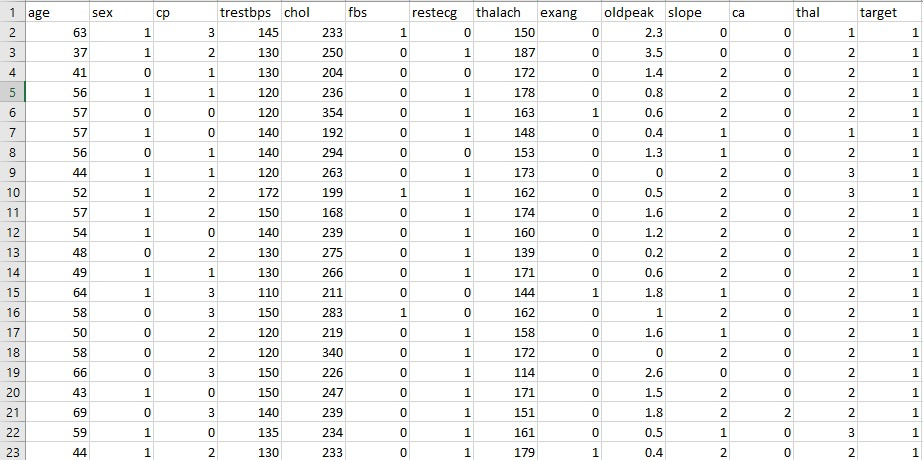 1 age sex cp trestbps chol fbs restecg thalach exang oldpeak slope ca thal target
2 63 1 3 145 233 1 0 150 0 2.3 0 0 1 1
3 37 1 2 130 250 0 1 187 0 3.5 0 0 2 1
4 41 0 1 130 204 0 0 172 0 1.4 2 0 2 1
5 56 1 1 120 236 0 1 178 0 0.8 2 0 2 1
6 57 0 0 120 354 0 1 163 1 0.6 2 0 2 1
7 57 1 0 140 192 0 1 148 0 0.4 1 0 1 1
8 56 0 1 140 294 0 0 153 0 1.3 1 0 2 1
9 44 1 1 120 263 0 1 173 0 0 2 0 3 1
10 52 1 2 172 199 1 1 162 0 0.5 2 0 3 1
11 57 1 2 150 168 0 1 174 0 1.6 2 0 2 1
12 54 1 0 140 239 0 1 160 0 1.2 2 0 2 1
13 48 0 2 130 275 0 1 139 0 0.2 2 0 2 1
14 49 1 1 130 266 0 1 171 0 0.6 2 0 2 1
15 64 1 3 110 211 0 0 144 1 1.8 1 0 2 1
16 58 0 3 150 283 1 0 162 0 1 2 0 2 1
17 50 0 2 120 219 0 1 158 0 1.6 1 0 2 1
18 58 0 2 120 340 0 1 172 0 0 2 0 2 1
19 66 0 3 150 226 0 1 114 0 2.6 0 0 2 1
20 43 1 0 150 247 0 1 171 0 1.5 2 0 2 1
21 69 0 3 140 239 0 1 151 0 1.8 2 2 2 1
22 59 1 0 135 234 0 1 161 0 0.5 1 0 3 1
23 44 1 2 130 233 0 1 179 1 0.4 2 0 2 1